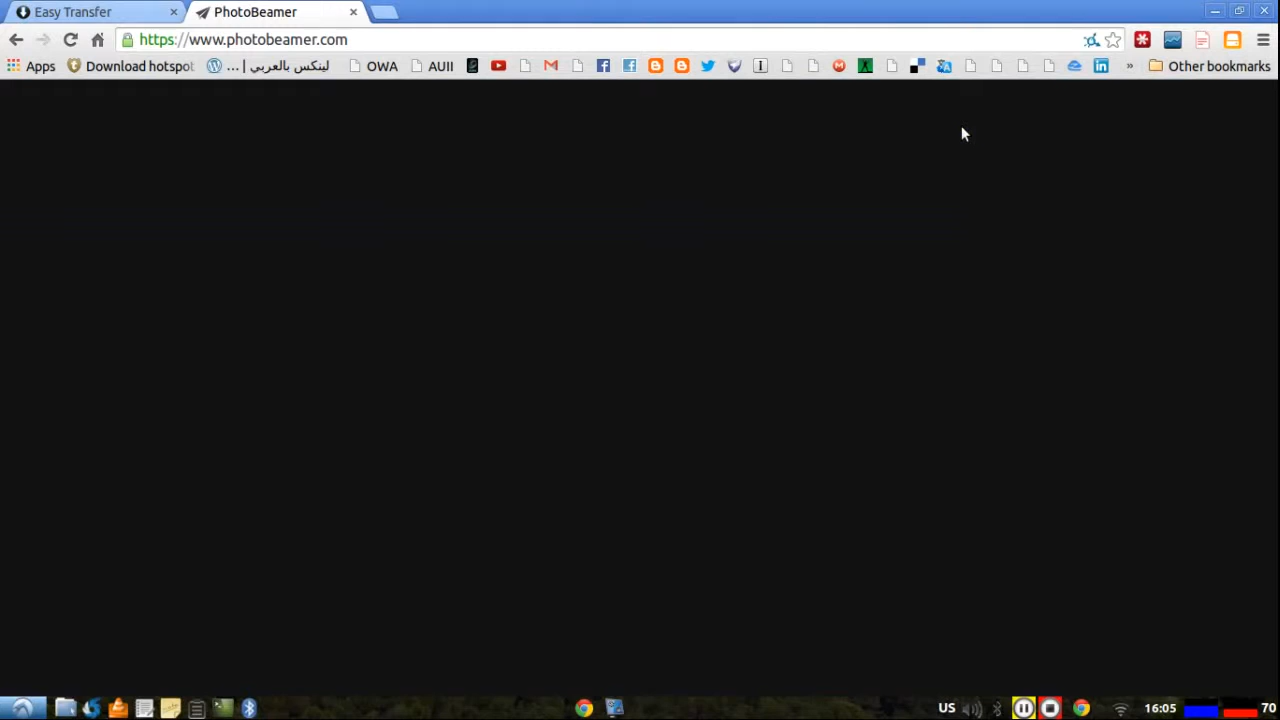 Easy Transfer
PhotoBeamer
https://www.photobeamer.com
Apps
Download hotspot
لينكس بالعربي | ...
OWA
AUII
Other bookmarks
US
16:05
70